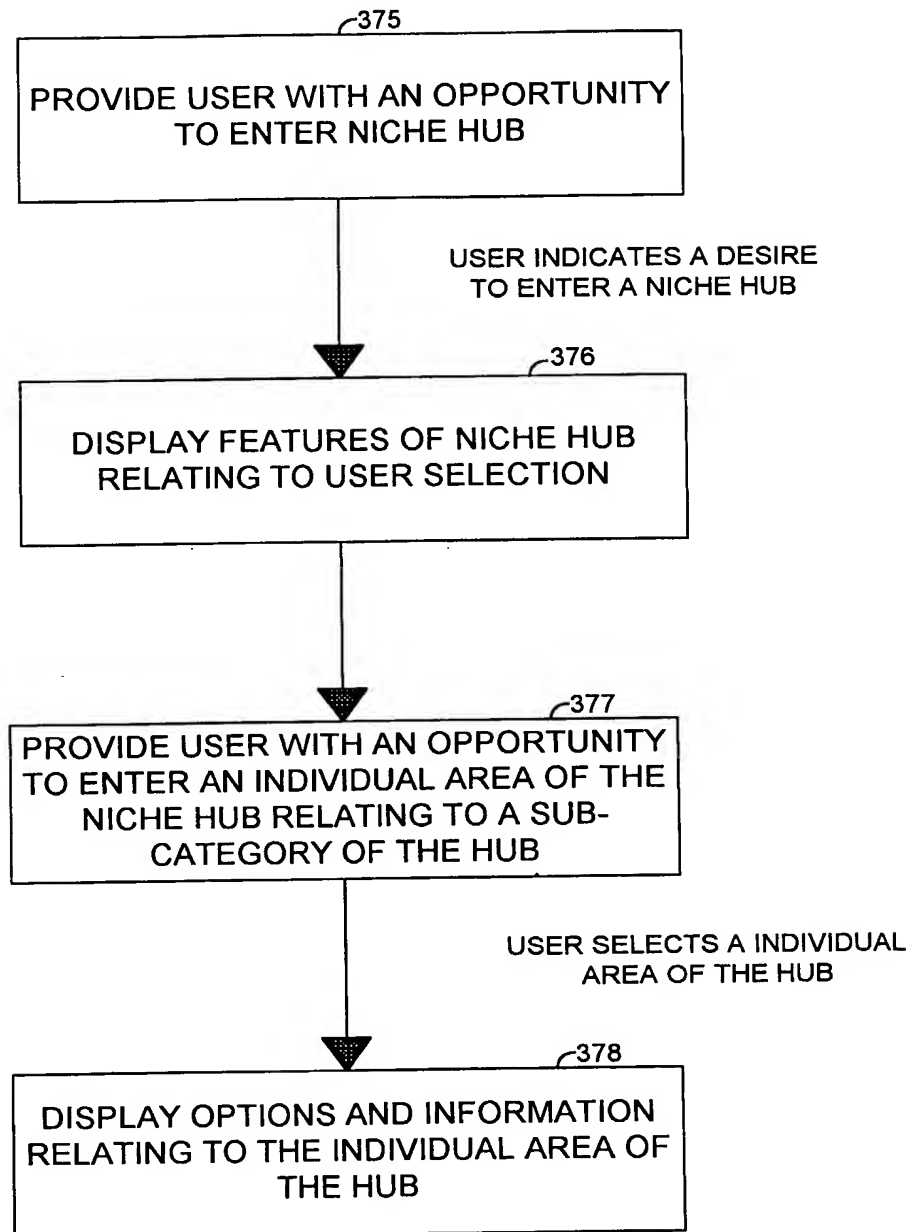 375
PROVIDE USER WITH AN OPPORTUNITY
TO ENTER NICHE HUB
USER INDICATES A DESIRE
TO ENTER A NICHE HUB
376
DISPLAY FEATURES OF NICHE HUB
RELATING TO USER SELECTION
377
PROVIDE USER WITH AN OPPORTUNITY
TO ENTER AN INDIVIDUAL AREA OF THE
NICHE HUB RELATING TO A SUB-
CATEGORY OF THE HUB
USER SELECTS A INDIVIDUAL
AREA OF THE HUB
378
DISPLAY OPTIONS AND INFORMATION
RELATING TO THE INDIVIDUAL AREA OF
THE HUB